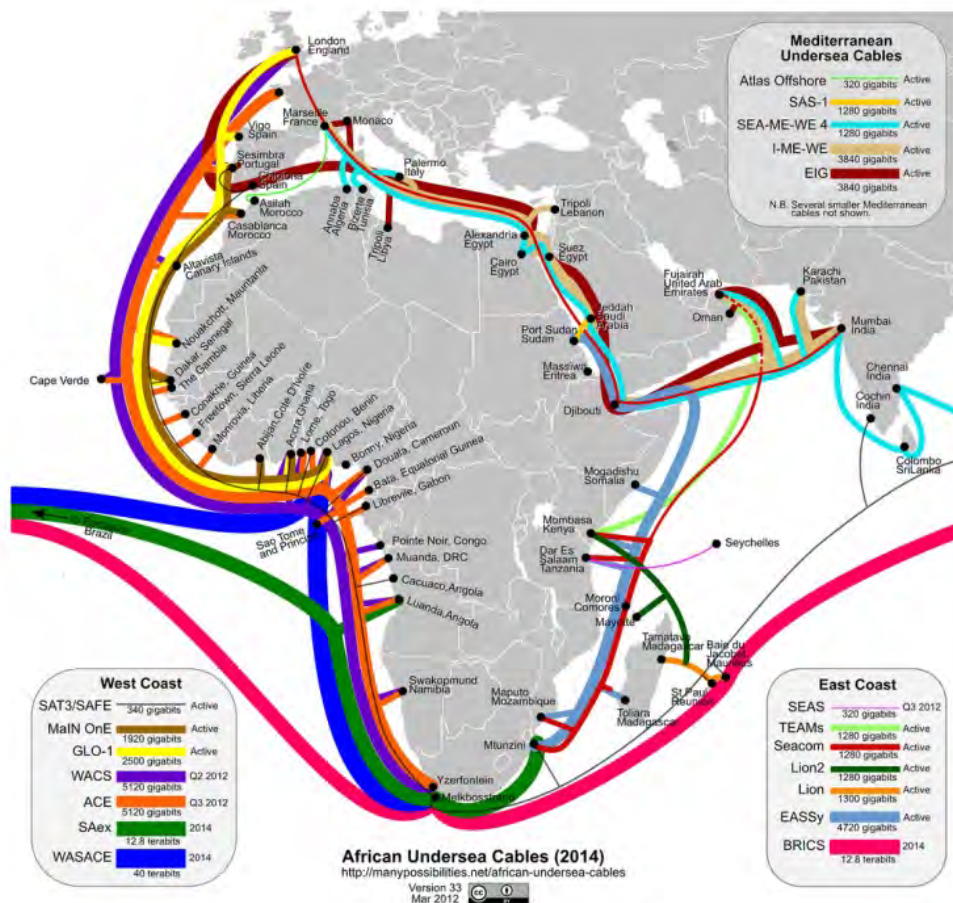 London
England
Vigo
Spain
Sesimbra
Portugal
Spain
Asilah
Morocco
Casablanca
Morocco
Altavista
Canary Islands
Marseille
France
Monaco
Palermo
Italy
Annaba
Algeria
Bizerta
Tunisia
Tripoli
Libya
Tripoli
Lebanon
Alexandria
Egypt
Cairo
Egypt
Suez
Egypt
Jeddah
Saudi
Arabia
Port Sudan
Sudan
Massiwa
Eritrea
Djibouti
Fujairah
United Arab
Emirates
Oman
Karachi
Pakistan
Mumbai
India
Chennai
India
Cochin
India
Colombo
SriLanka
Nouakchott, Mauritania
Dakar, Senegal
The Gambia
Cape Verde
Conakrie, Guinea
Freetown, Sierra Leone
Monrovia, Liberia
Abijan,Cote D'Ivoire
Accra,Ghana
Lome, Togo
Cotonou, Benin
Lagos, Nigeria
Bonny, Nigeria
Douala, Cameroun
Bata, Equatorial Guinea
Libreville, Gabon
Sao Tome
and Principe
Brazil
Pointe Noir, Congo
Muanda, DRC
Cacuaco,Angola
Luanda,Angola
Swakopmund
Namibia
Yzerfontein
Mogadishu
Somalia
Mombasa
Kenya
Dar Es
Salaam
Tanzania
Seychelles
Moroni
Comores
Mayotte
Tamatave
Madagascar
Baie du
Jacobet,
Mauritius
St Paul
Reunion
Toliara
Madagascar
Maputo
Mozambique
Mtunzini
Mediterranean
Undersea Cables
Atlas Offshore Active
320 gigabits
SAS-1 Active
1280 gigabits
SEA-ME-WE 4 Active
1280 gigabits
I-ME-WE Active
3840 gigabits
EIG Active
3840 gigabits
N.B. Several smaller Mediterranean
cables not shown.
West Coast
SAT3/SAFE Active
340 gigabits
MaIN OnE Active
1920 gigabits
GLO-1 Active
2500 gigabits
WACS Q2 2012
5120 gigabits
ACE Q3 2012
5120 gigabits
SAex 2014
12.8 terabits
WASACE 2014
40 terabits
East Coast
SEAS Q3 2012
320 gigabits
TEAMs Active
1280 gigabits
Seacom Active
1280 gigabits
Lion2 Active
1280 gigabits
Lion Active
1300 gigabits
EASSy Active
4720 gigabits
BRICS 2014
12.8 terabits
African Undersea Cables (2014)
http://manypossibilities.net/african-undersea-cables
Version 33
Mar 2012
cc
BY